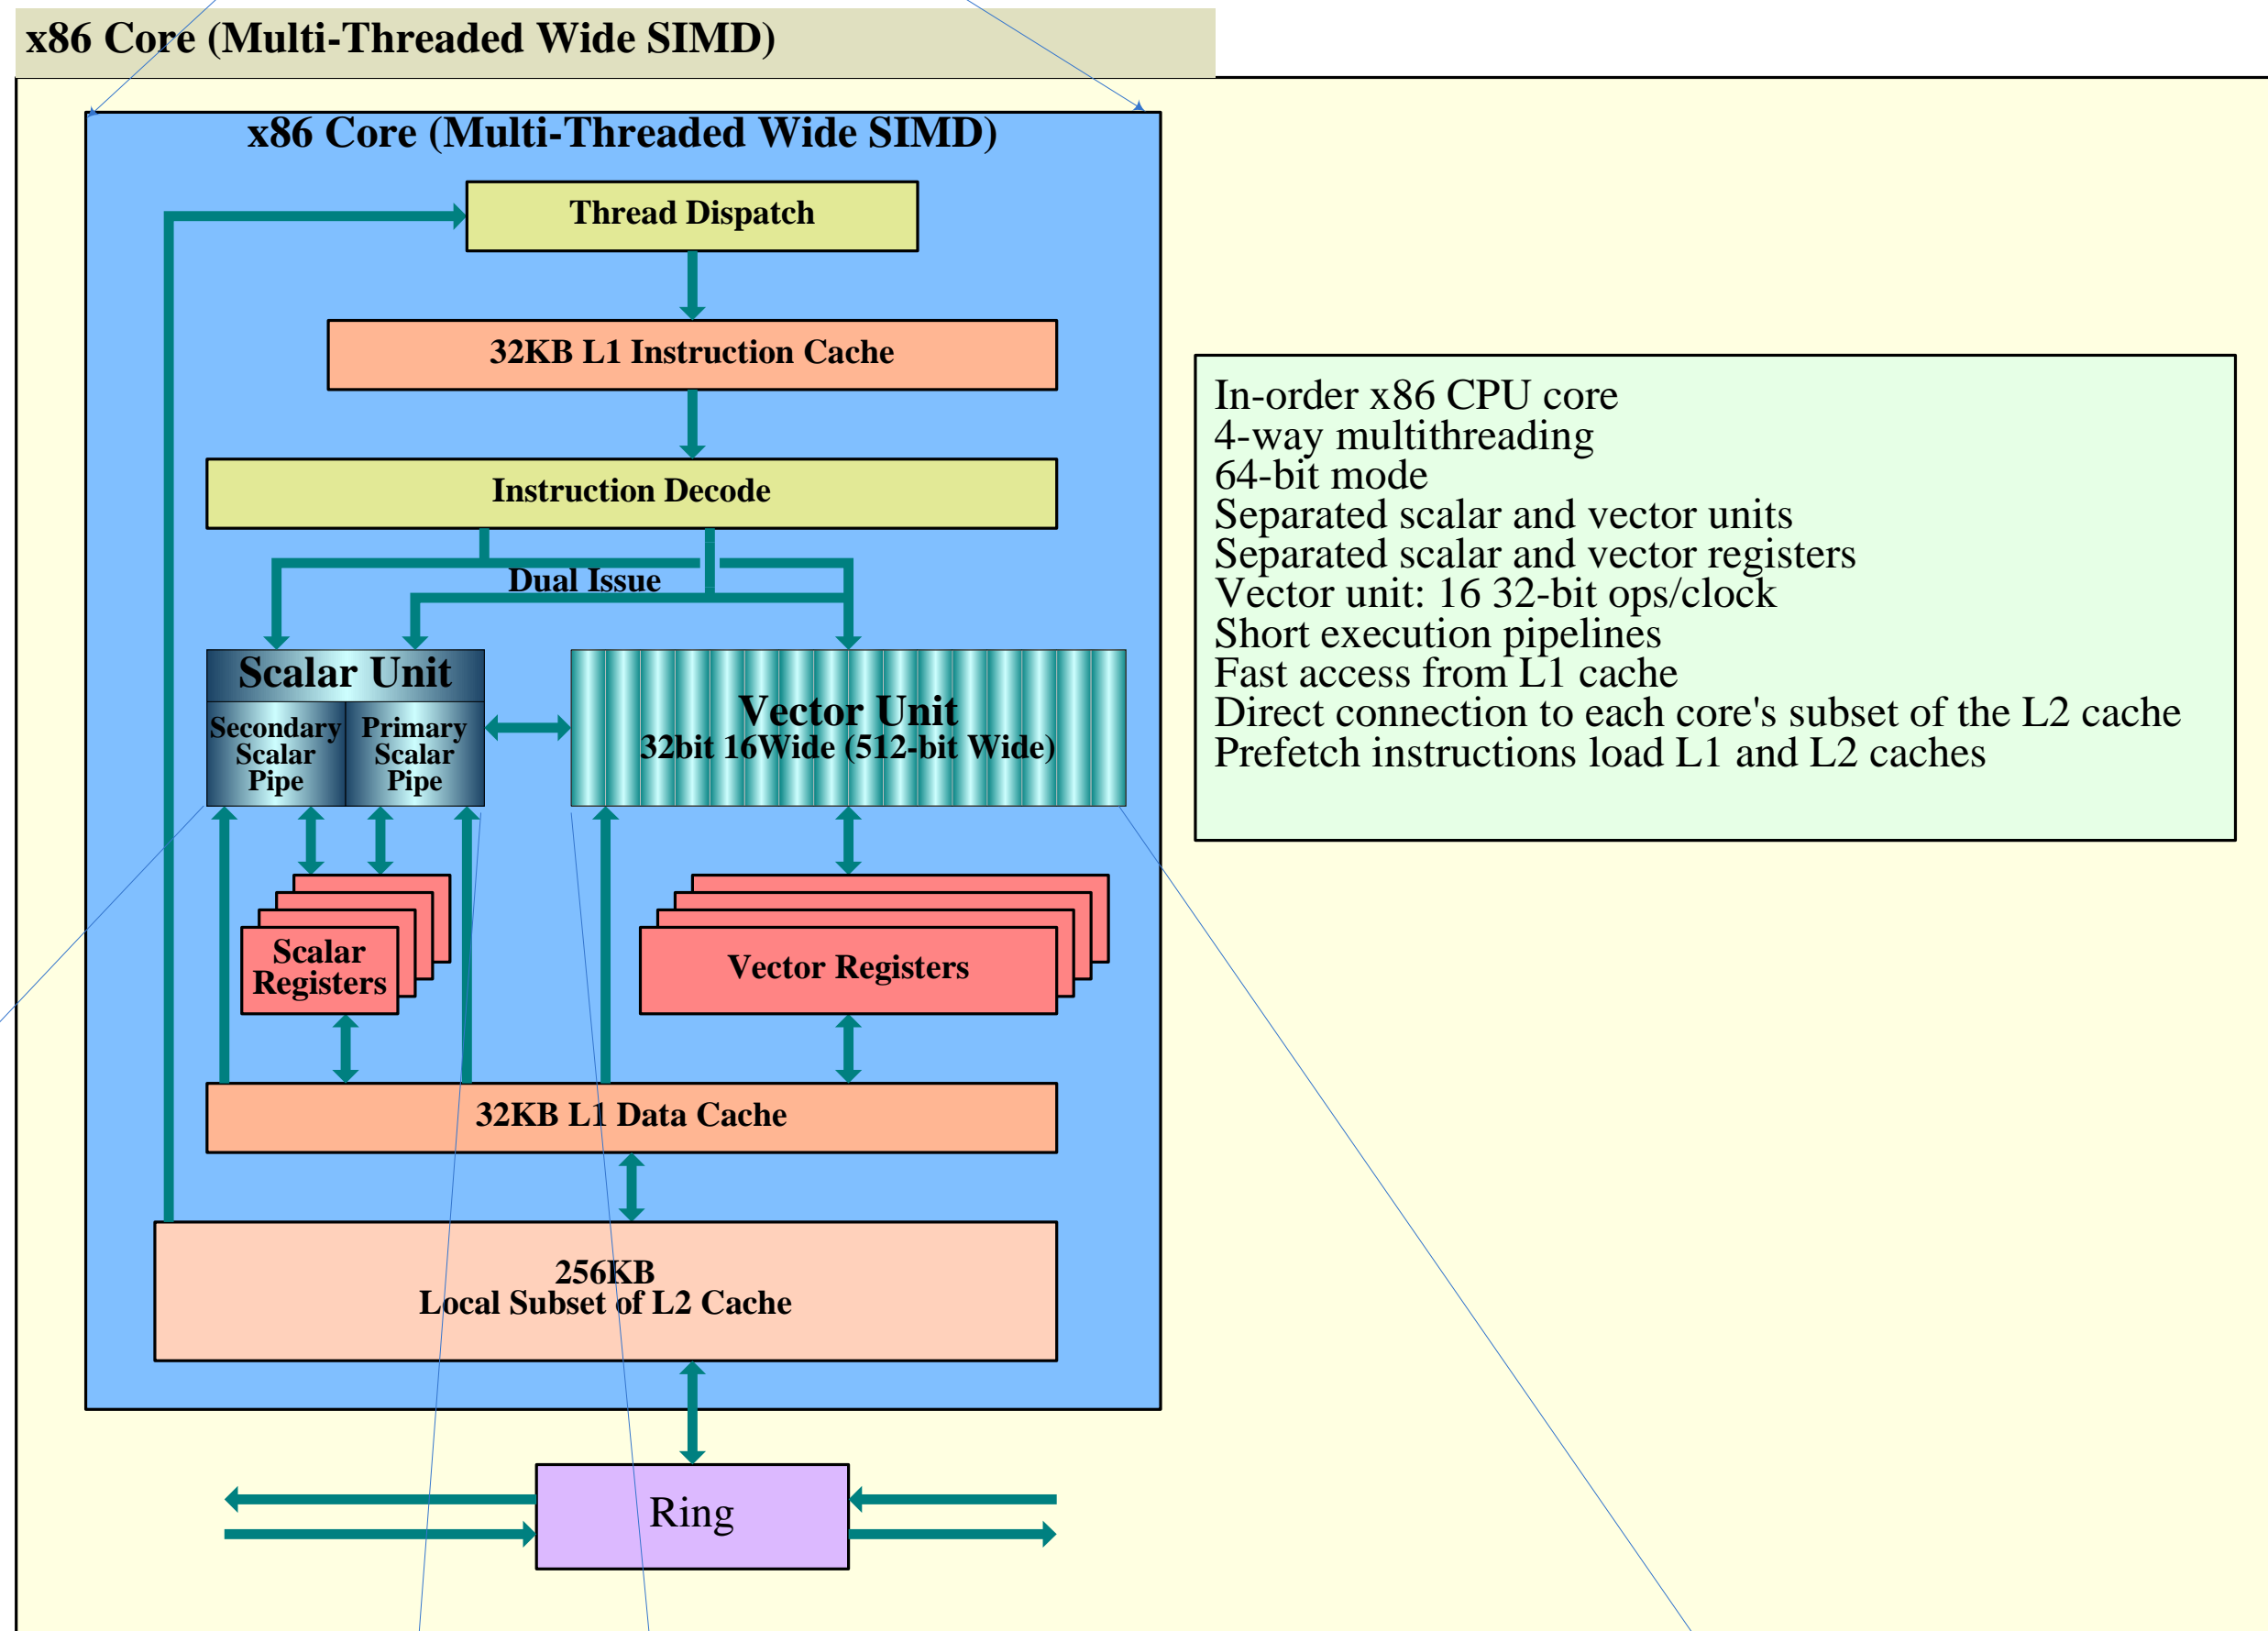 x86 Core (Multi-Threaded Wide SIMD)
x86 Core (Multi-Threaded Wide SIMD)
Thread Dispatch
32KB L1 Instruction Cache
Instruction Decode
Dual Issue
Scalar Unit
Secondary
Scalar
Pipe
Primary
Scalar
Pipe
Vector Unit
32bit 16Wide (512-bit Wide)
Scalar
Registers
Vector Registers
32KB L1 Data Cache
256KB
Local Subset of L2 Cache
Ring
In-order x86 CPU core
4-way multithreading
64-bit mode
Separated scalar and vector units
Separated scalar and vector registers
Vector unit: 16 32-bit ops/clock
Short execution pipelines
Fast access from L1 cache
Direct connection to each core's subset of the L2 cache
Prefetch instructions load L1 and L2 caches